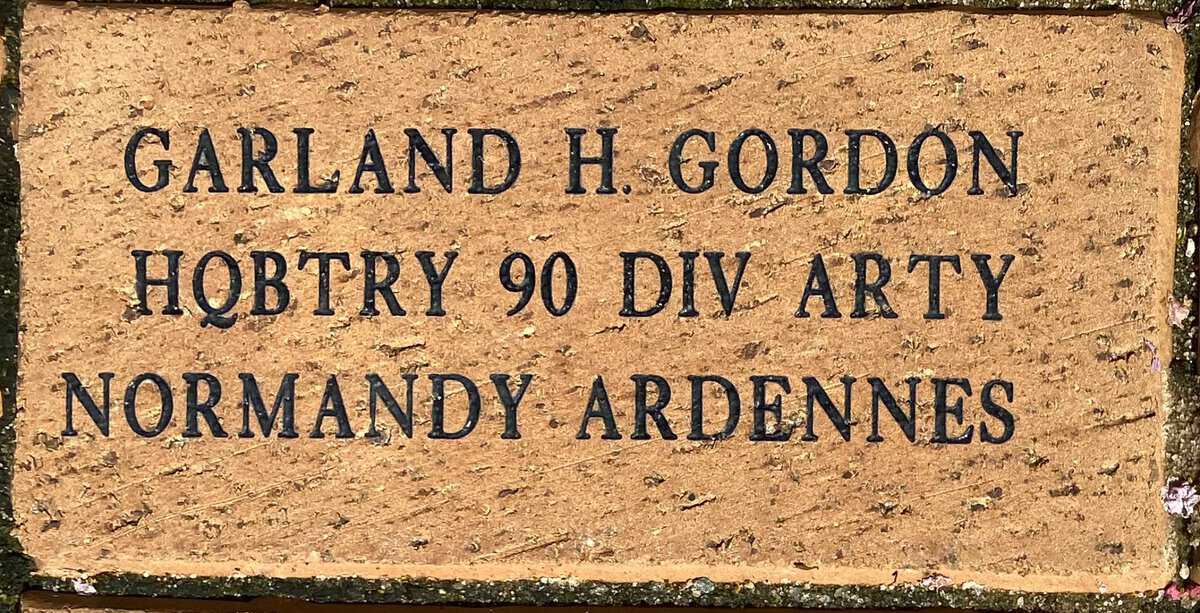 GARLAND H. GORDON
HQBTRY 90 DIV ARTY
NORMANDY ARDENNES